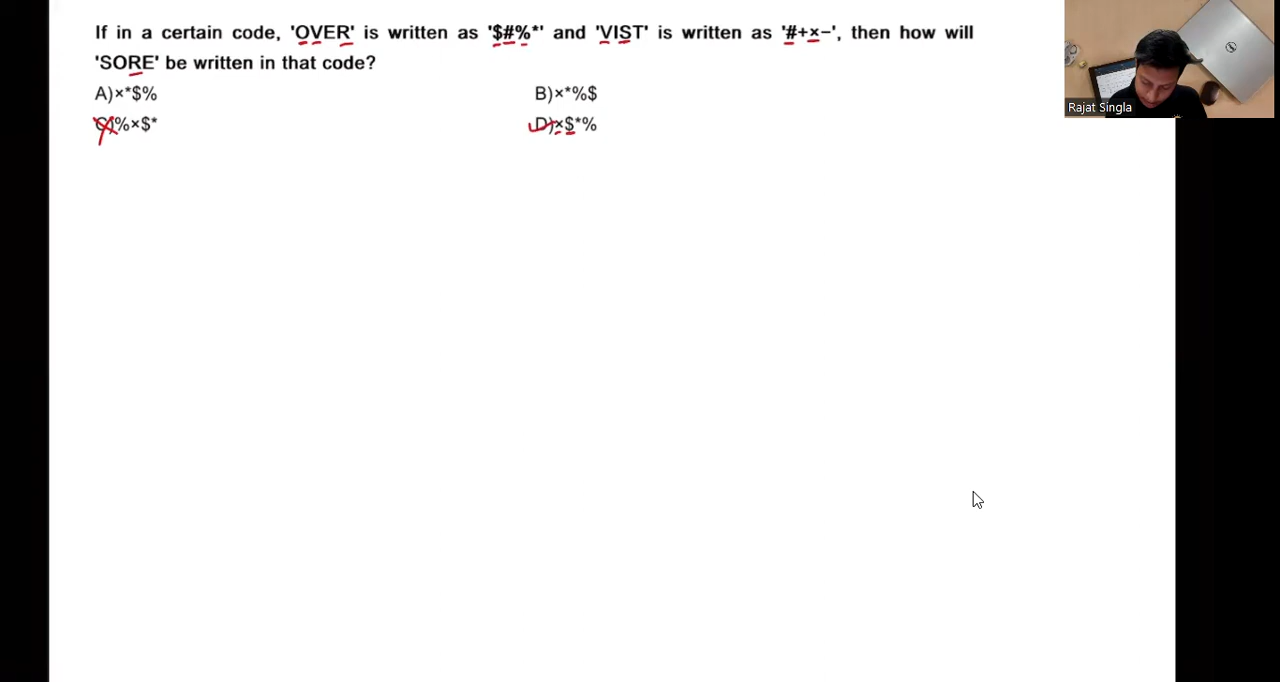 If in a certain code, 'OVER' is written as '$#%*' and 'VIST' is written as '#+×−', then how will
'SORE' be written in that code?
A)×*$%
B)×*%$
C)%×$*
D)×$*%
Rajat Singla